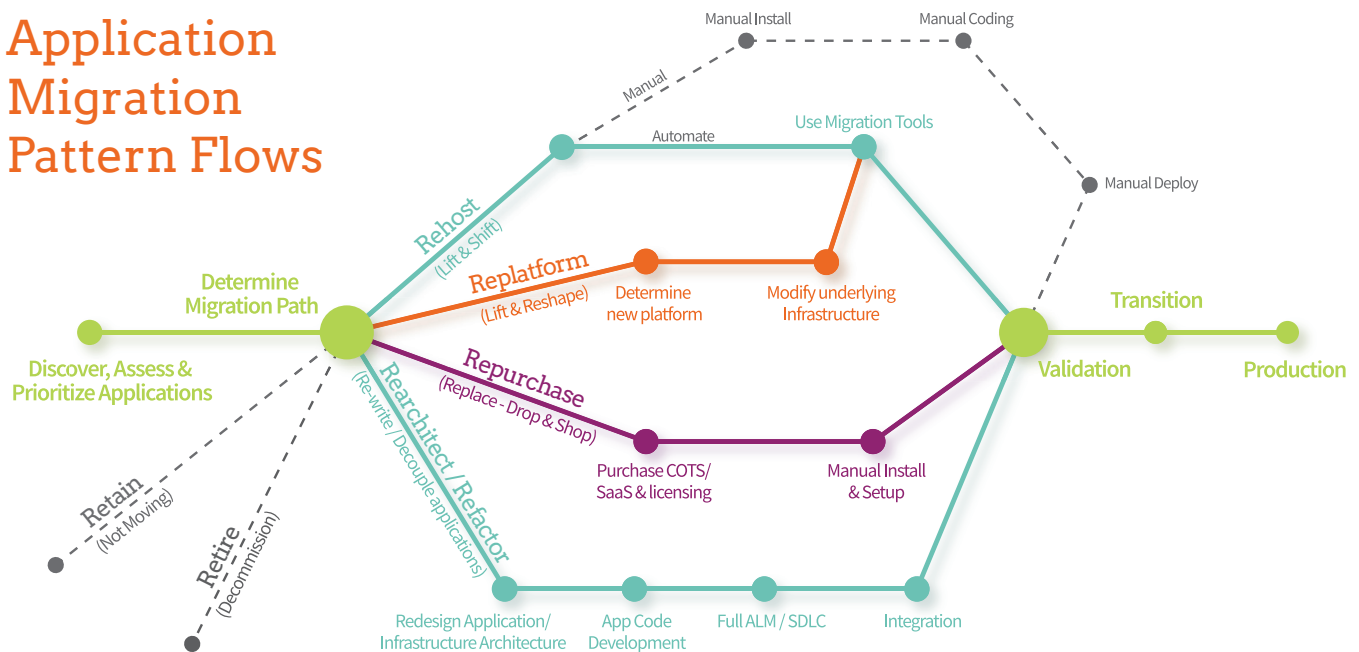 Application
Migration
Pattern Flows
Manual Install
Manual Coding
Manual
Automate
Use Migration Tools
Manual Deploy
Rehost
(Lift & Shift)
Replatform
(Lift & Reshape)
Determine
new platform
Modify underlying
Infrastructure
Determine
Migration Path
Discover, Assess &
Prioritize Applications
Transition
Validation
Production
Repurchase
(Replace - Drop & Shop)
Purchase COTS/
SaaS & licensing
Manual Install
& Setup
Rearchitect / Refactor
(Re-write / Decouple applications)
Retain
(Not Moving)
Retire
(Decommission)
Redesign Application/
Infrastructure Architecture
App Code
Development
Full ALM / SDLC
Integration